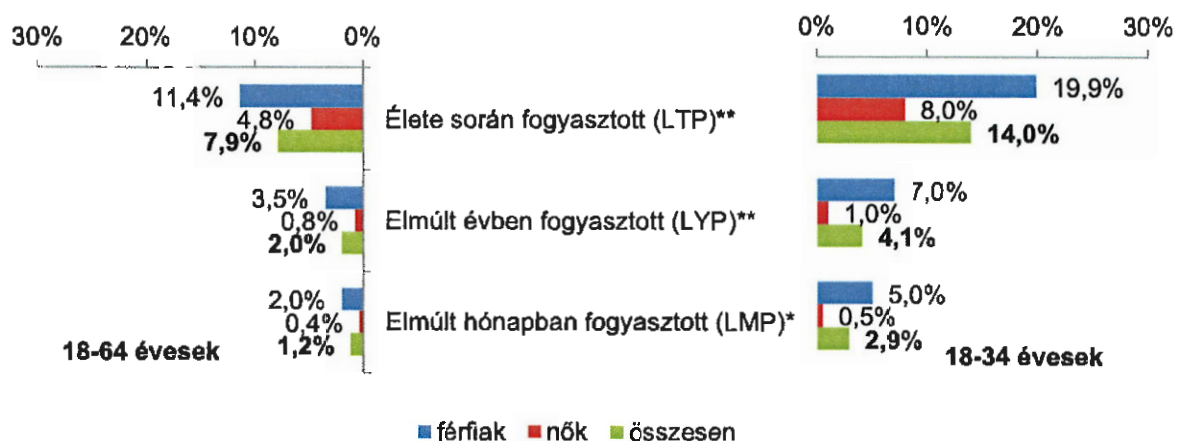 30% 20% 10% 0%
0% 10% 20% 30%
11,4%
4,8%
7,9%
Élete során fogyasztott (LTP)**
19,9%
8,0%
14,0%
3,5%
0,8%
2,0%
Elmúlt évben fogyasztott (LYP)**
7,0%
1,0%
4,1%
2,0%
0,4%
1,2%
Elmúlt hónapban fogyasztott (LMP)*
5,0%
0,5%
2,9%
18-64 évesek
18-34 évesek
férfiak nők összesen